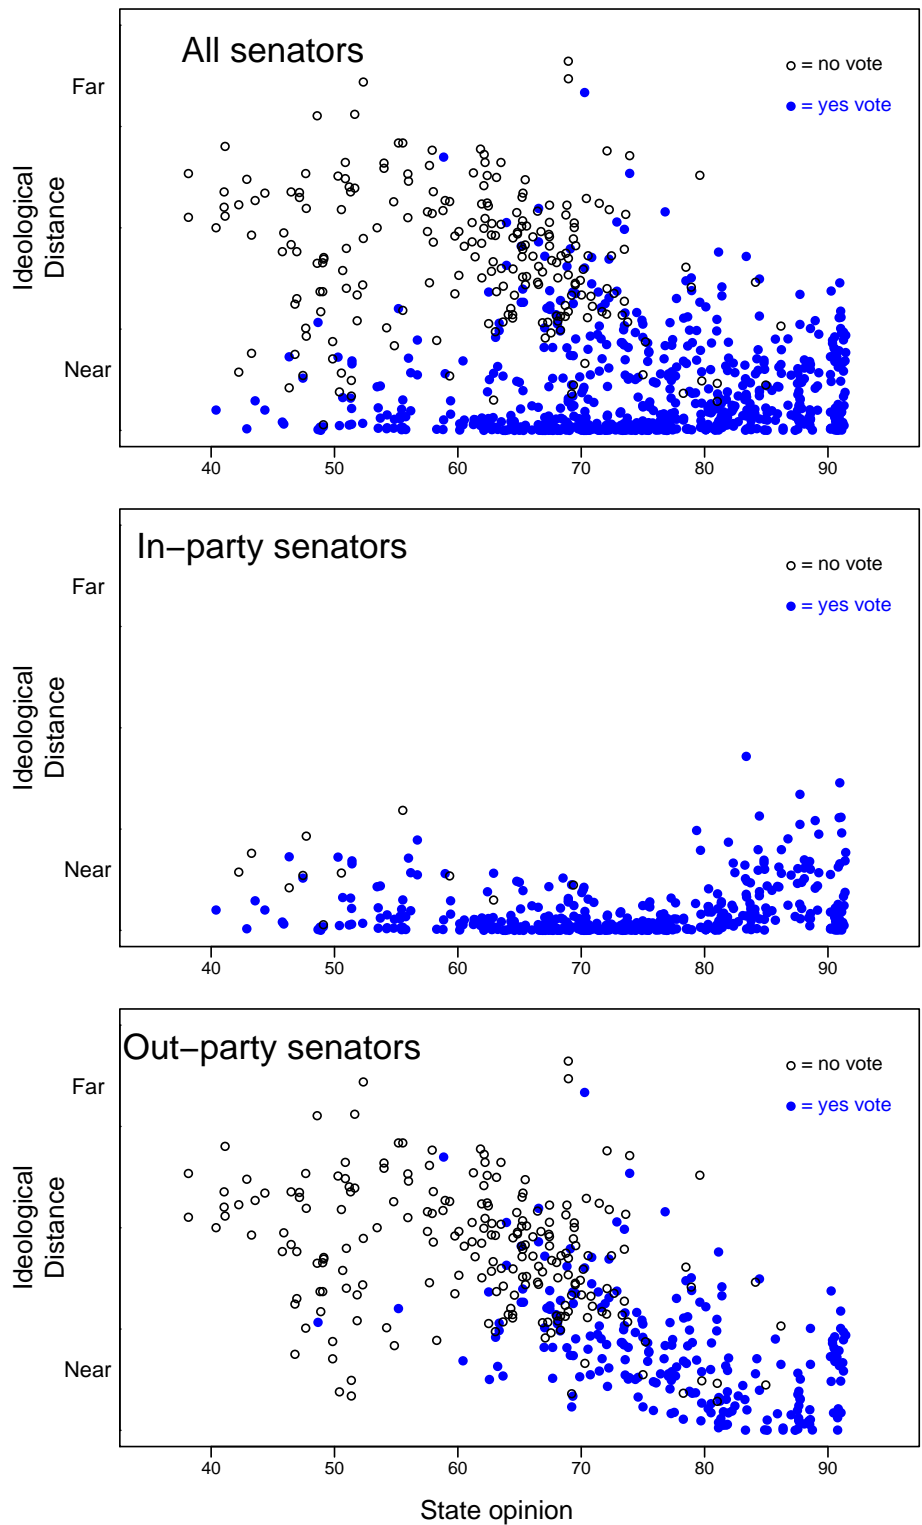 All senators
= no vote
= yes vote
Far
Near
Ideological
Distance
40 50 60 70 80 90
In−party senators
= no vote
= yes vote
Far
Near
Ideological
Distance
40 50 60 70 80 90
Out−party senators
= no vote
= yes vote
Far
Near
Ideological
Distance
40 50 60 70 80 90
State opinion